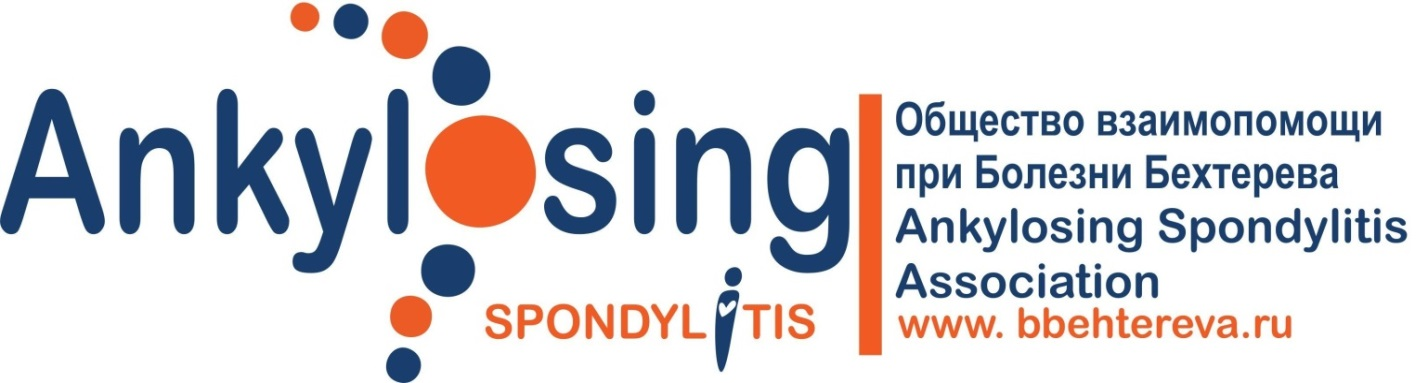 Ankylosing
SPONDYLITIS
Общество взаимопомощи
при Болезни Бехтерева
Ankylosing Spondylitis
Association
www. bbehtereva.ru